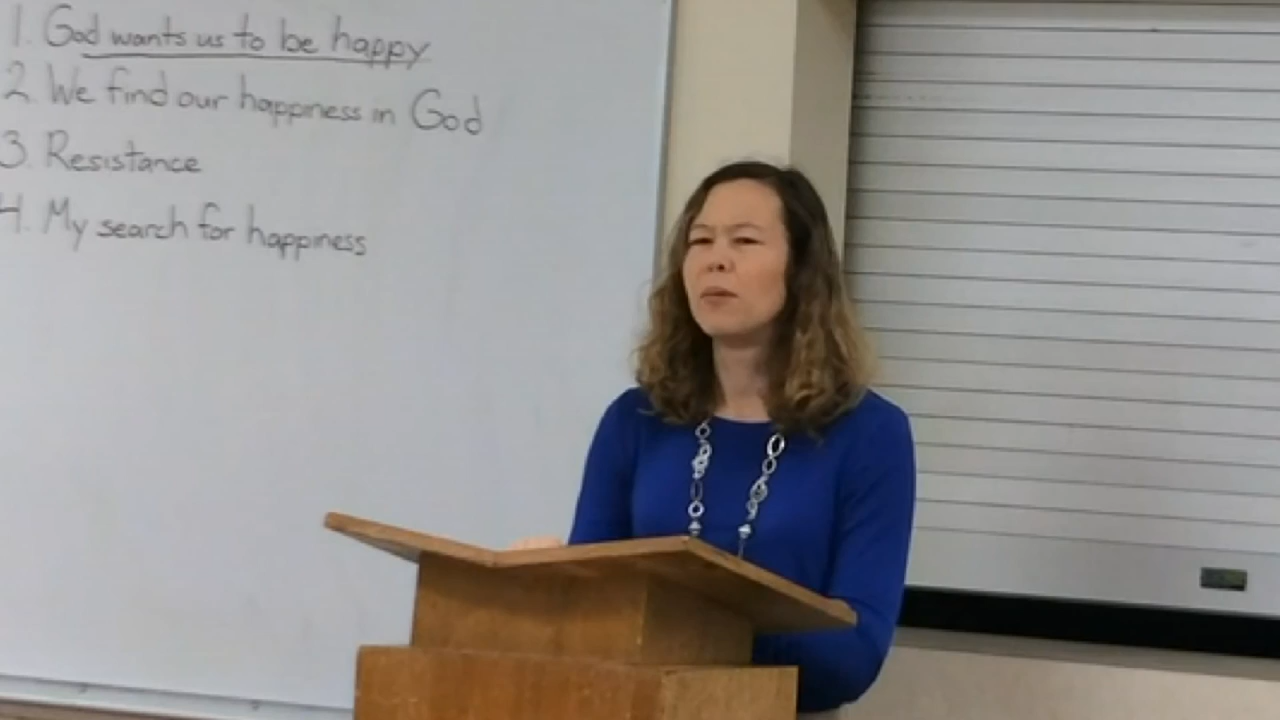 1. God wants us to be happy
2. We find our happiness in God
3. Resistance
4. My search for happiness